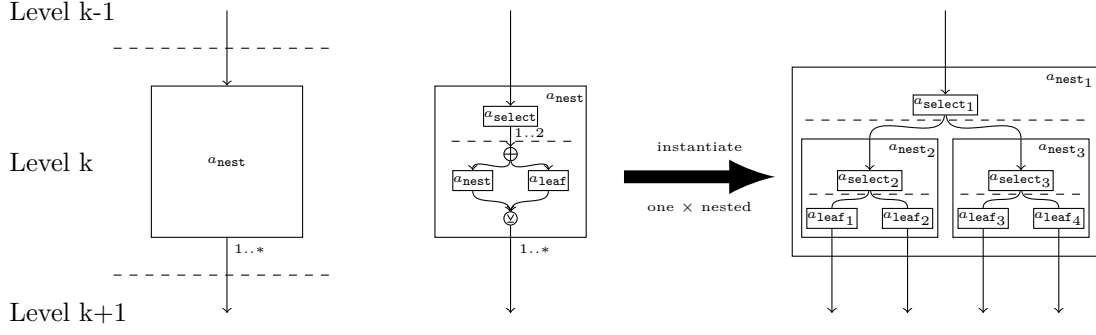 Level k-1
a_nest
1..*
Level k
Level k+1
a_nest
a_select
1..2
⊕
a_nest
a_leaf
⊻
1..*
instantiate
one × nested
a_nest_1
a_select_1
a_nest_2
a_nest_3
a_select_2
a_select_3
a_leaf_1
a_leaf_2
a_leaf_3
a_leaf_4